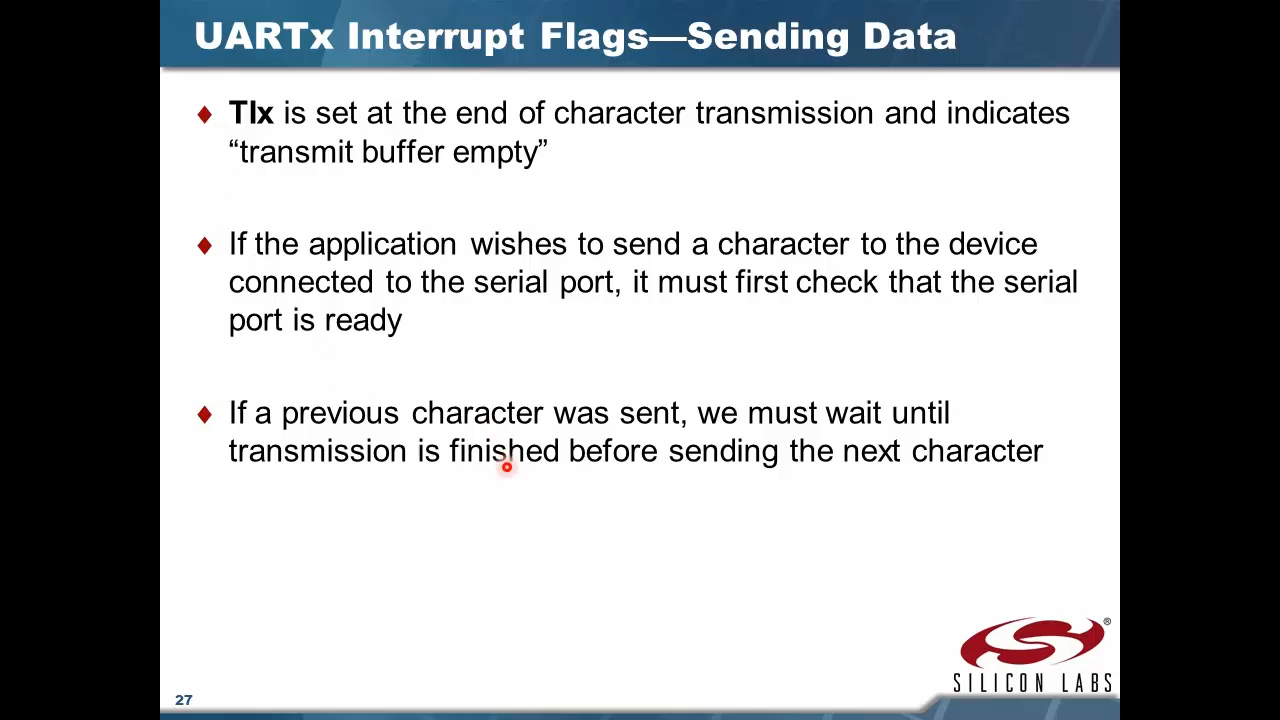 UARTx Interrupt Flags—Sending Data
♦ TIx is set at the end of character transmission and indicates
“transmit buffer empty”
♦ If the application wishes to send a character to the device
connected to the serial port, it must first check that the serial
port is ready
♦ If a previous character was sent, we must wait until
transmission is finished before sending the next character
®
SILICON LABS
27